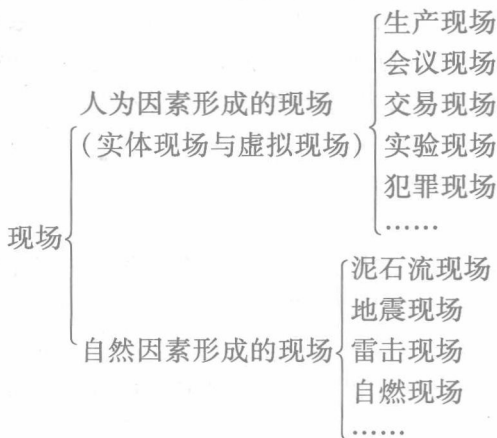 现场
人为因素形成的现场
（实体现场与虚拟现场）
生产现场
会议现场
交易现场
实验现场
犯罪现场
……
自然因素形成的现场
泥石流现场
地震现场
雷击现场
自燃现场
……